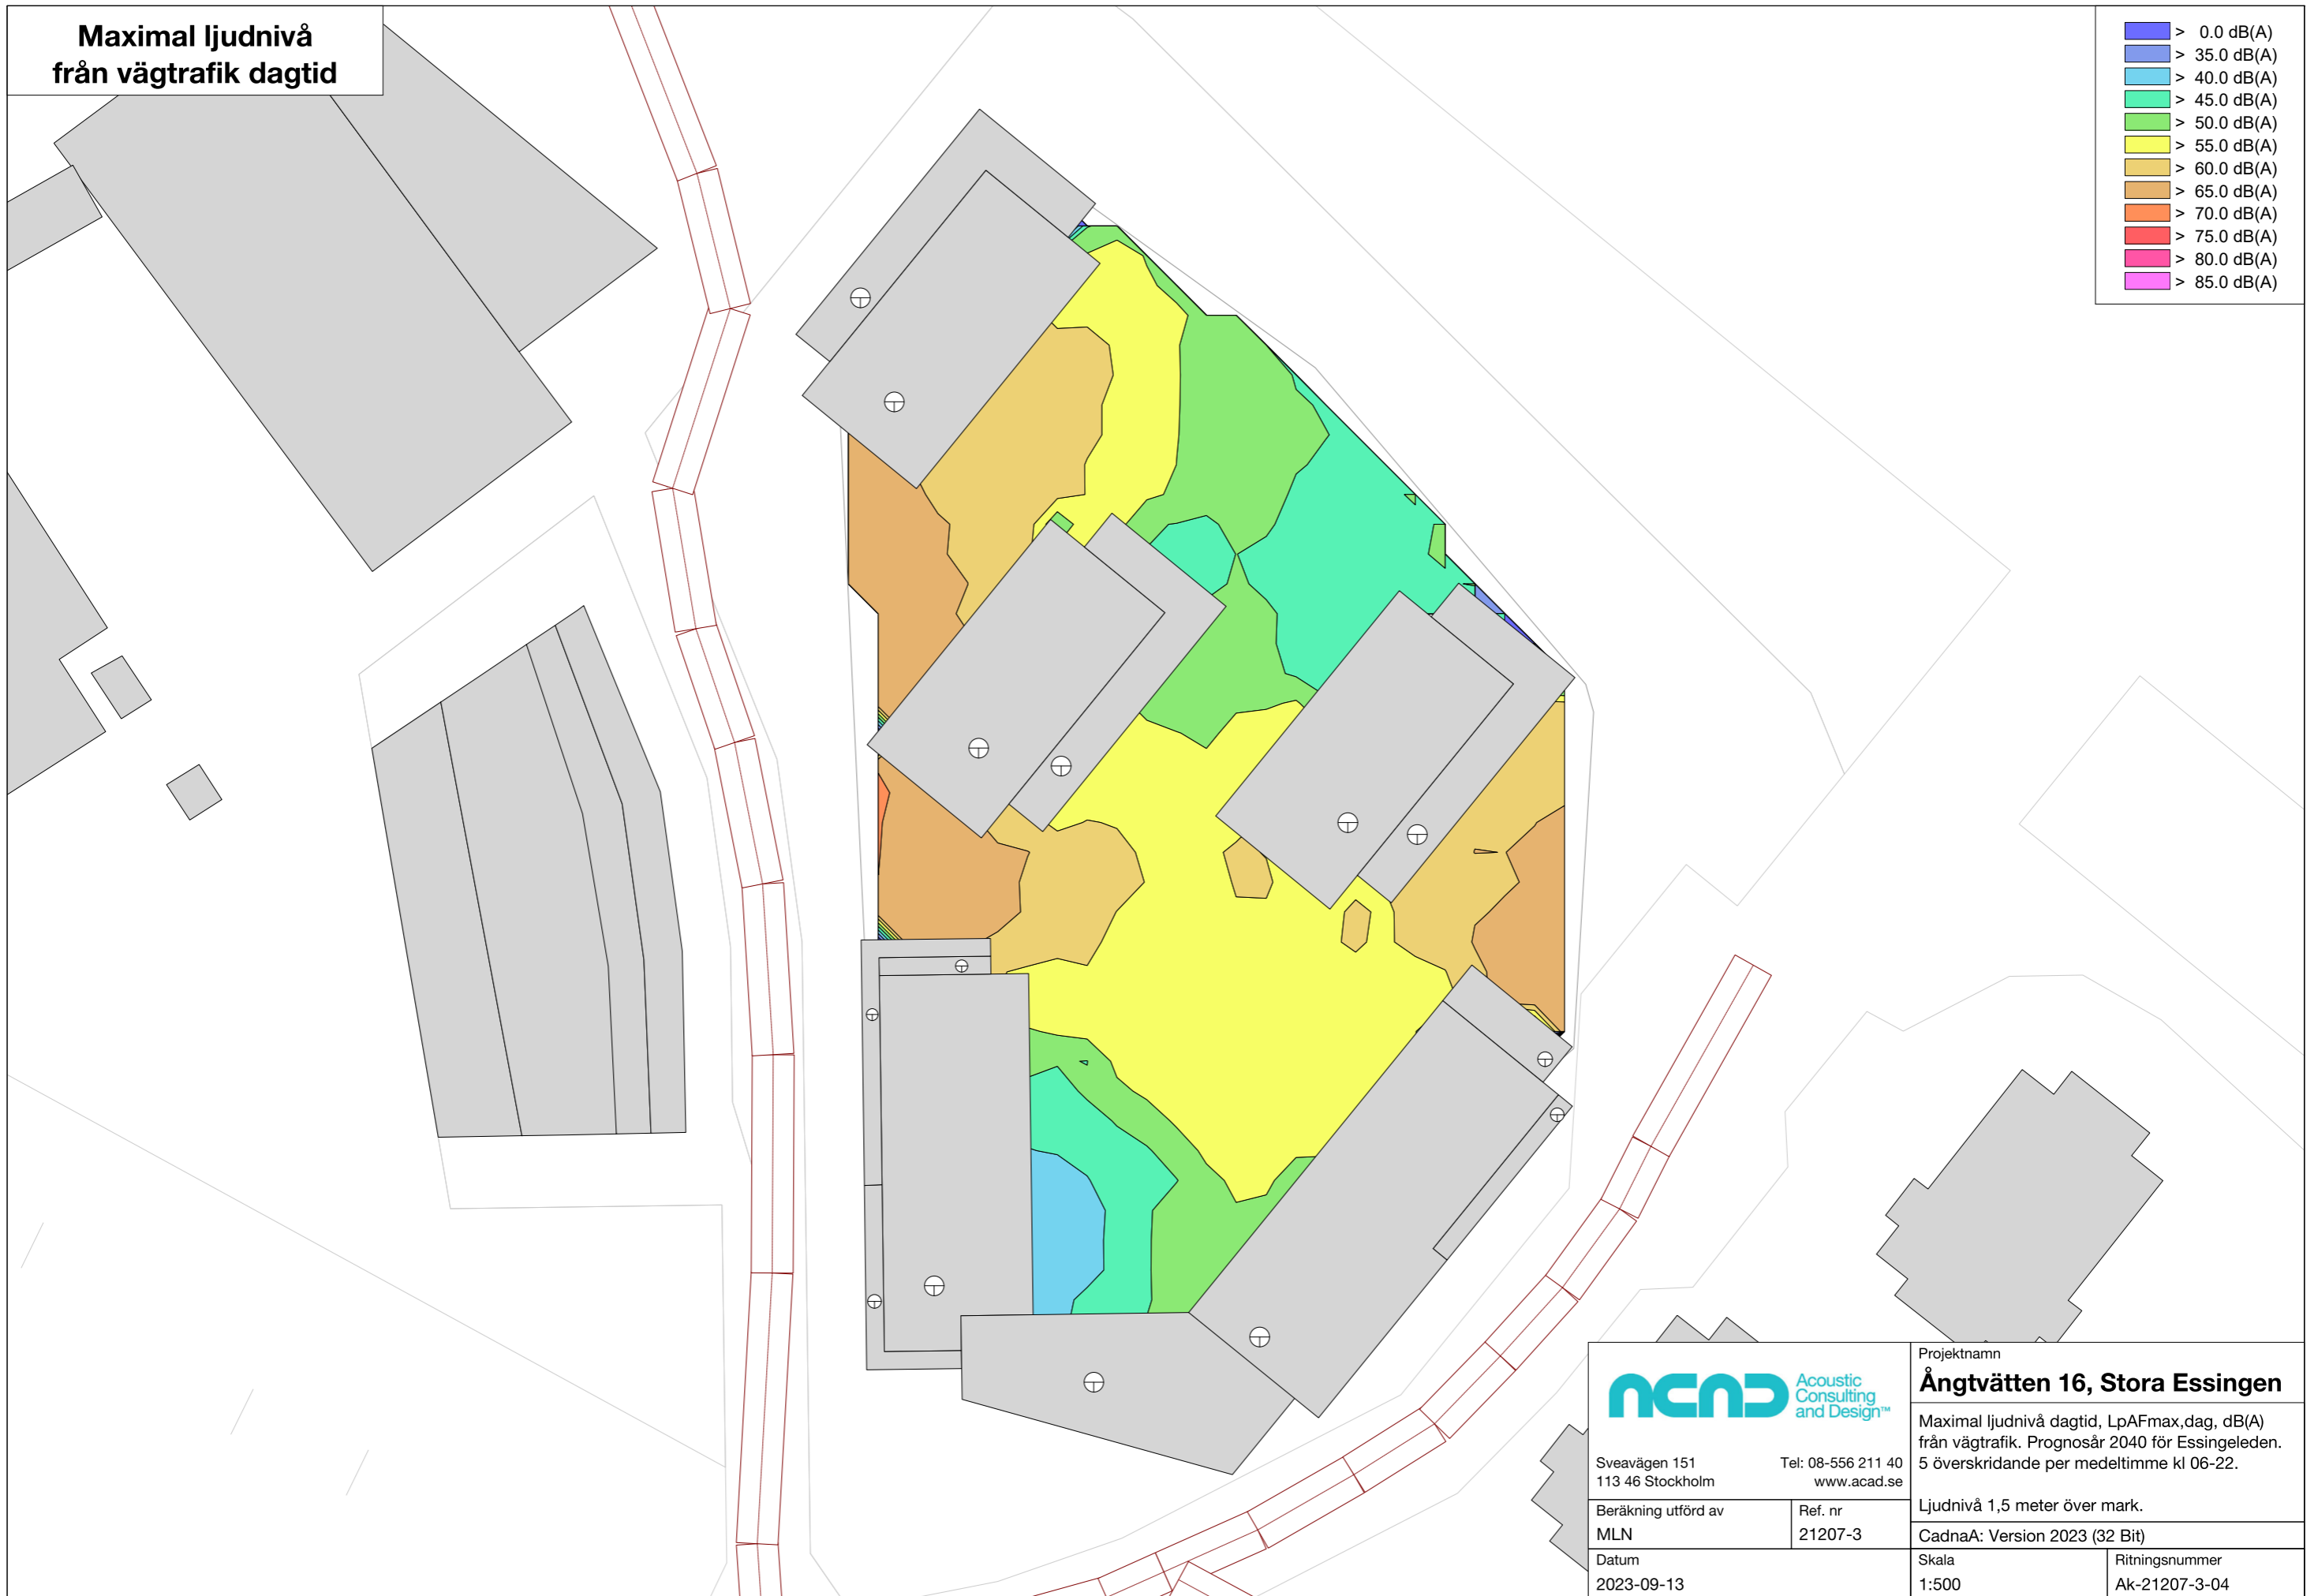 Maximal ljudnivå
från vägtrafik dagtid
> 0.0 dB(A)
> 35.0 dB(A)
> 40.0 dB(A)
> 45.0 dB(A)
> 50.0 dB(A)
> 55.0 dB(A)
> 60.0 dB(A)
> 65.0 dB(A)
> 70.0 dB(A)
> 75.0 dB(A)
> 80.0 dB(A)
> 85.0 dB(A)
ACAD
Acoustic
Consulting
and Design™
Sveavägen 151
Tel: 08-556 211 40
113 46 Stockholm
www.acad.se
Beräkning utförd av
MLN
Ref. nr
21207-3
Datum
2023-09-13
Projektnamn
Ångtvätten 16, Stora Essingen
Maximal ljudnivå dagtid, LpAFmax,dag, dB(A)
från vägtrafik. Prognosår 2040 för Essingeleden.
5 överskridande per medeltimme kl 06-22.
Ljudnivå 1,5 meter över mark.
CadnaA: Version 2023 (32 Bit)
Skala
1:500
Ritningsnummer
Ak-21207-3-04